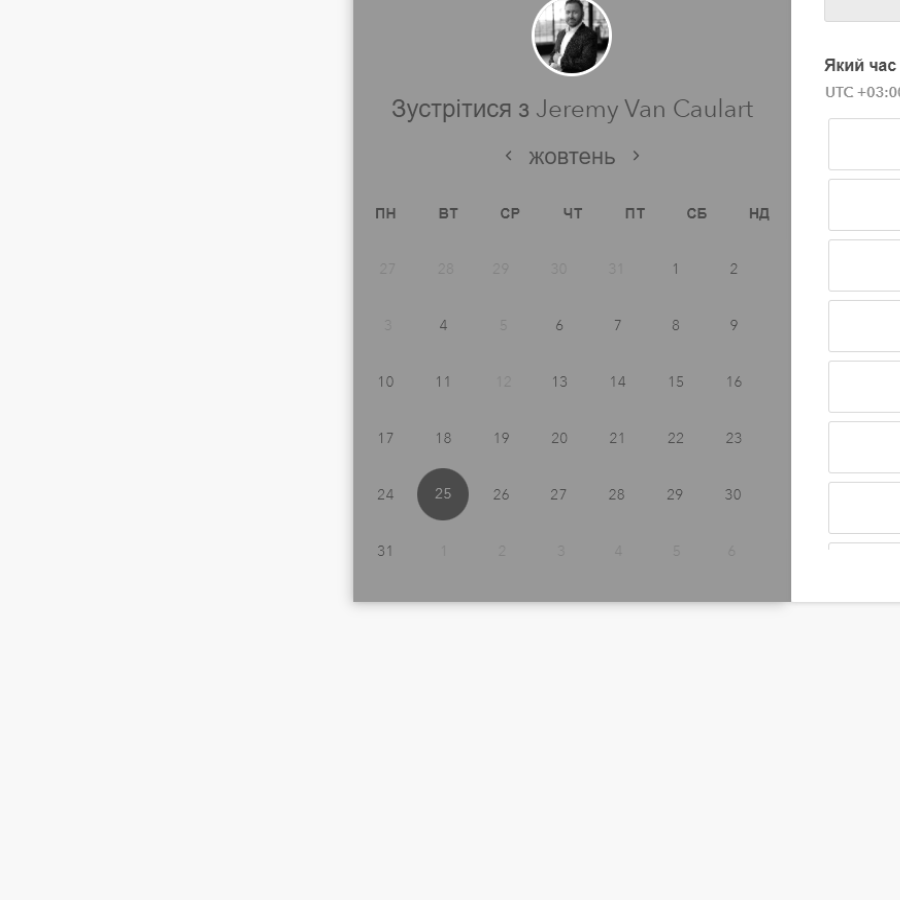 Зустрітися з Jeremy Van Caulart
‹ жовтень ›
ПН ВТ СР ЧТ ПТ СБ НД
27 28 29 30 31 1 2
3 4 5 6 7 8 9
10 11 12 13 14 15 16
17 18 19 20 21 22 23
24 25 26 27 28 29 30
31 1 2 3 4 5 6
Який час
UTC +03:00